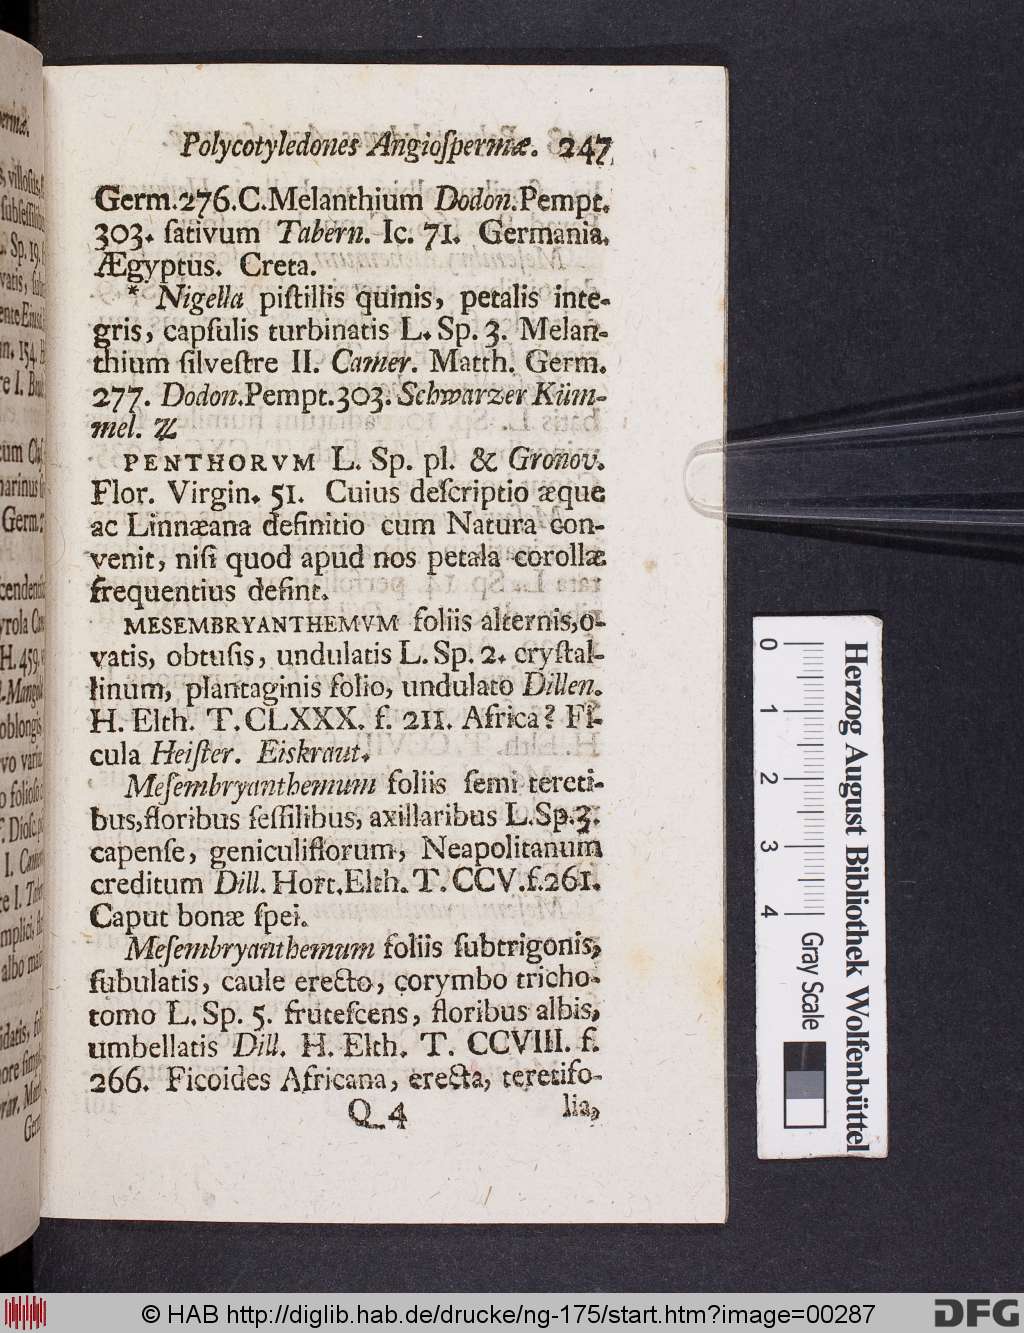 Polycotyledones Angioſpermæ. 247
Germ.276.C.Melanthium Dodon.Pempt.
303. ſativum Tabern. Ic. 71. Germania.
Ægyptus. Creta.
* Nigella piſtillis quinis, petalis inte-
gris, capſulis turbinatis L. Sp. 3. Melan-
thium ſilveſtre II. Camer. Matth. Germ.
277. Dodon.Pempt.303. Schwarzer Küm-
mel. ♃
PENTHORVM L. Sp. pl. & Gronov.
Flor. Virgin. 51. Cuius deſcriptio æque
ac Linnæana definitio cum Natura con-
venit, niſi quod apud nos petala corollæ
frequentius deſint.
MESEMBRYANTHEMVM foliis alternis,o-
vatis, obtuſis, undulatis L. Sp. 2. cryſtal-
linum, plantaginis folio, undulato Dillen.
H. Elth. T. CLXXX. f. 211. Africa? Fi-
cula Heiſter. Eiskraut.
Meſembryanthemum foliis ſemi tereti-
bus,floribus ſeſſilibus, axillaribus L.Sp.3.
capenſe, geniculiflorum, Neapolitanum
creditum Dill. Hort.Elth. T. CCV.f.261.
Caput bonæ ſpei.
Meſembryanthemum foliis ſubtrigonis,
ſubulatis, caule erecto, corymbo tricho-
tomo L. Sp. 5. fruteſcens, floribus albis,
umbellatis Dill. H. Elth. T. CCVIII. f.
266. Ficoides Africana, erecta, teretifo-
Q 4 lia,
0 1 2 3 4
Gray Scale
Herzog August Bibliothek Wolfenbüttel
© HAB http://diglib.hab.de/drucke/ng-175/start.htm?image=00287
DFG